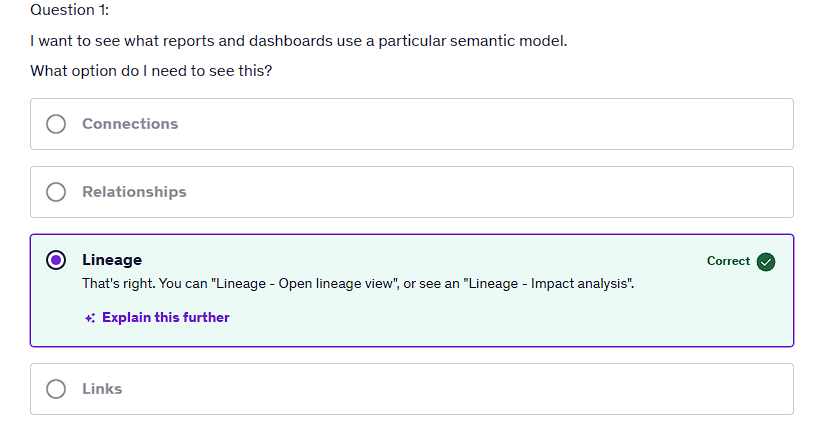 Question 1:
I want to see what reports and dashboards use a particular semantic model.
What option do I need to see this?
Connections
Relationships
Lineage
Correct
That's right. You can "Lineage - Open lineage view", or see an "Lineage - Impact analysis".
Explain this further
Links